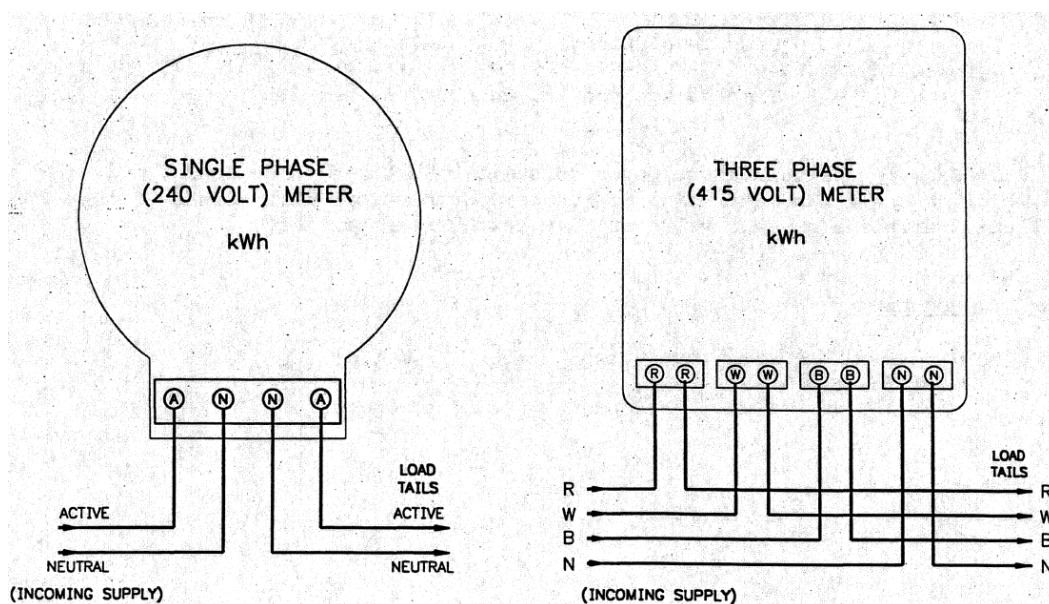 SINGLE PHASE
(240 VOLT) METER
kWh
A N N A
LOAD
TAILS
ACTIVE
ACTIVE
NEUTRAL
NEUTRAL
(INCOMING SUPPLY)
THREE PHASE
(415 VOLT) METER
kWh
R R W W B B N N
LOAD
TAILS
R
R
W
W
B
B
N
N
(INCOMING SUPPLY)